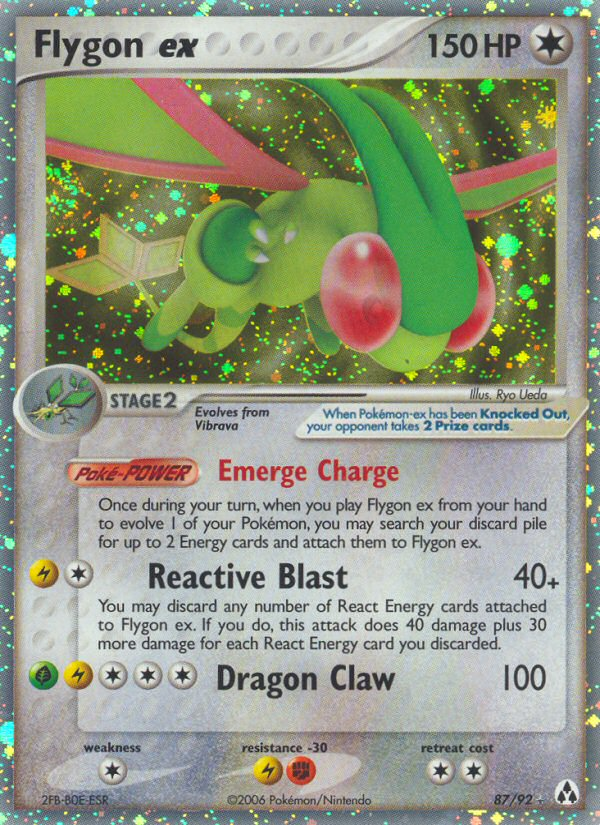 Flygon ex
150 HP
Illus. Ryo Ueda
STAGE 2
Evolves from
Vibrava
When Pokémon-ex has been Knocked Out,
your opponent takes 2 Prize cards.
Poké-POWER Emerge Charge
Once during your turn, when you play Flygon ex from your hand
to evolve 1 of your Pokémon, you may search your discard pile
for up to 2 Energy cards and attach them to Flygon ex.
Reactive Blast 40+
You may discard any number of React Energy cards attached
to Flygon ex. If you do, this attack does 40 damage plus 30
more damage for each React Energy card you discarded.
Dragon Claw 100
weakness
resistance -30
retreat cost
2FB-B0E-ESR
©2006 Pokémon/Nintendo
87/92